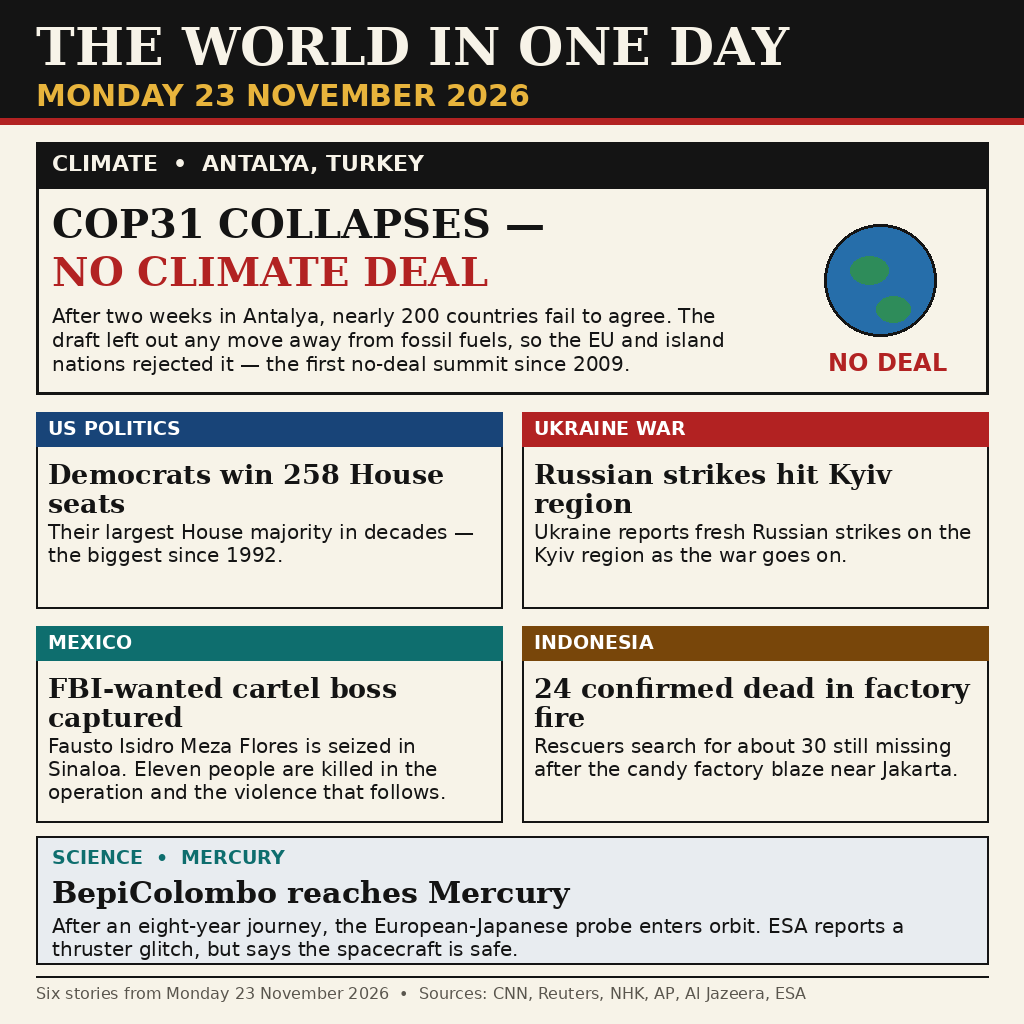 THE WORLD IN ONE DAY
MONDAY 23 NOVEMBER 2026
CLIMATE • ANTALYA, TURKEY
COP31 COLLAPSES —
NO CLIMATE DEAL
After two weeks in Antalya, nearly 200 countries fail to agree. The
draft left out any move away from fossil fuels, so the EU and island
nations rejected it — the first no-deal summit since 2009.
NO DEAL
US POLITICS
Democrats win 258 House
seats
Their largest House majority in decades —
the biggest since 1992.
UKRAINE WAR
Russian strikes hit Kyiv
region
Ukraine reports fresh Russian strikes on the
Kyiv region as the war goes on.
MEXICO
FBI-wanted cartel boss
captured
Fausto Isidro Meza Flores is seized in
Sinaloa. Eleven people are killed in the
operation and the violence that follows.
INDONESIA
24 confirmed dead in factory
fire
Rescuers search for about 30 still missing
after the candy factory blaze near Jakarta.
SCIENCE • MERCURY
BepiColombo reaches Mercury
After an eight-year journey, the European-Japanese probe enters orbit. ESA reports a
thruster glitch, but says the spacecraft is safe.
Six stories from Monday 23 November 2026 • Sources: CNN, Reuters, NHK, AP, Al Jazeera, ESA